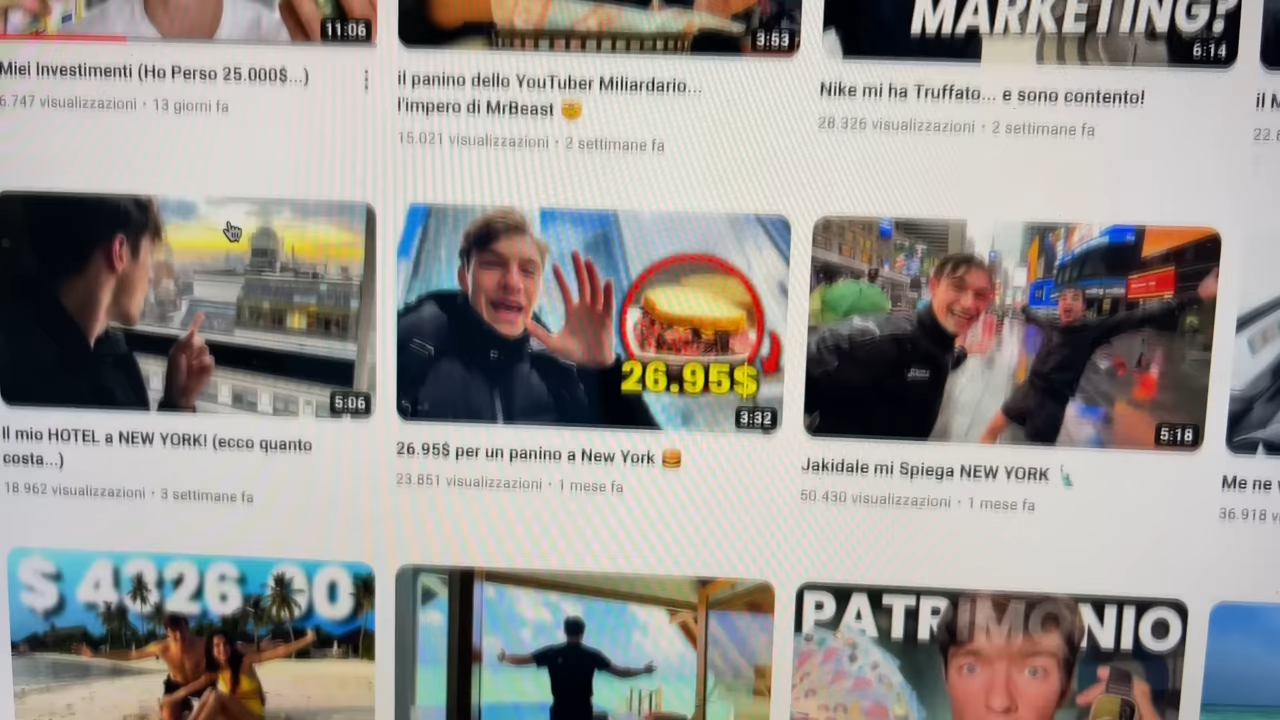 11:06
3:53
MARKETING?
6:14
Miei Investimenti (Ho Perso 25.000$...)
6.747 visualizzazioni • 13 giorni fa
il panino dello YouTuber Miliardario...
l'impero di MrBeast 🤯
15.021 visualizzazioni • 2 settimane fa
Nike mi ha Truffato... e sono contento!
28.326 visualizzazioni • 2 settimane fa
5:06
26.95$
3:32
5:18
Il mio HOTEL a NEW YORK! (ecco quanto
costa...)
18.962 visualizzazioni • 3 settimane fa
26.95$ per un panino a New York 🍔
23.851 visualizzazioni • 1 mese fa
Jakidale mi Spiega NEW YORK 🗽
50.430 visualizzazioni • 1 mese fa
Me ne
36.918
$ 4326.00
PATRIMONIO